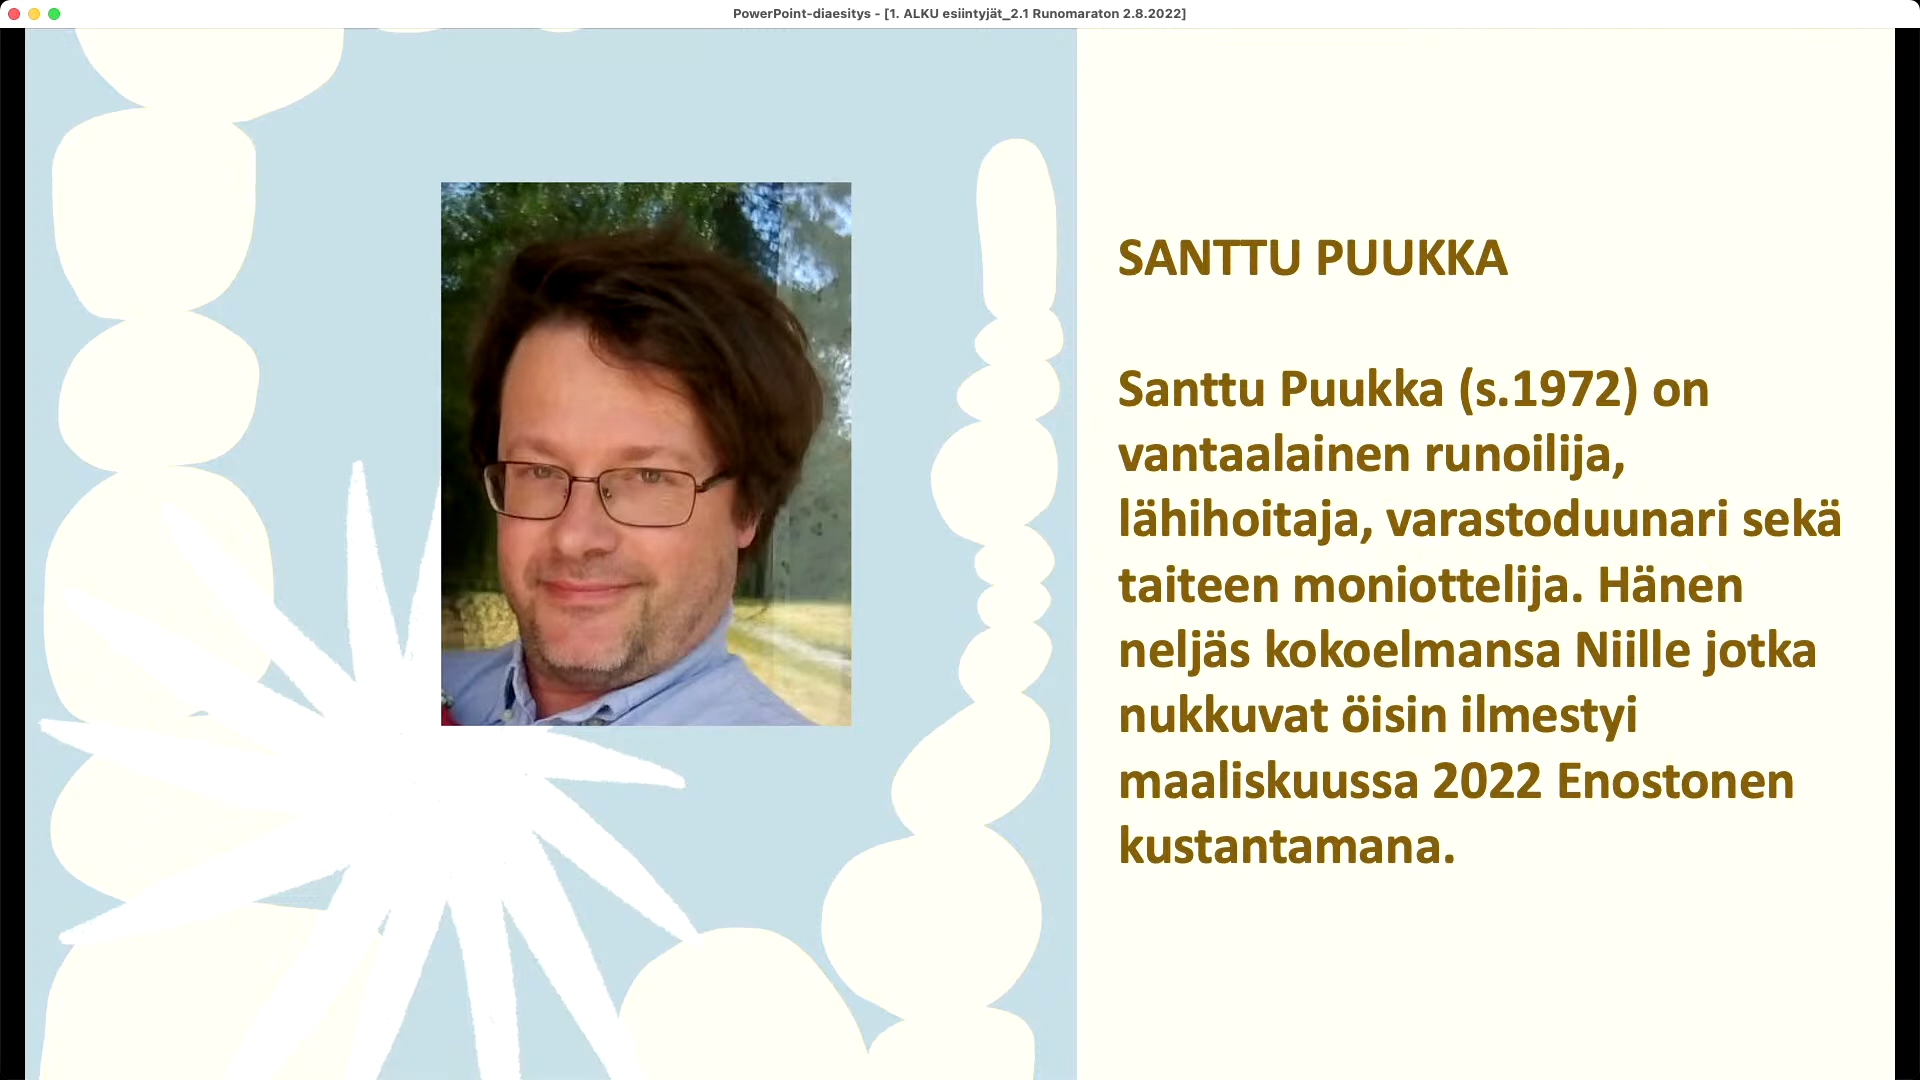 PowerPoint-diaesitys - [1. ALKU esiintyjät_2.1 Runomaraton 2.8.2022]
SANTTU PUUKKA
Santtu Puukka (s.1972) on
vantaalainen runoilija,
lähihoitaja, varastoduunari sekä
taiteen moniottelija. Hänen
neljäs kokoelmansa Niille jotka
nukkuvat öisin ilmestyi
maaliskuussa 2022 Enostonen
kustantamana.